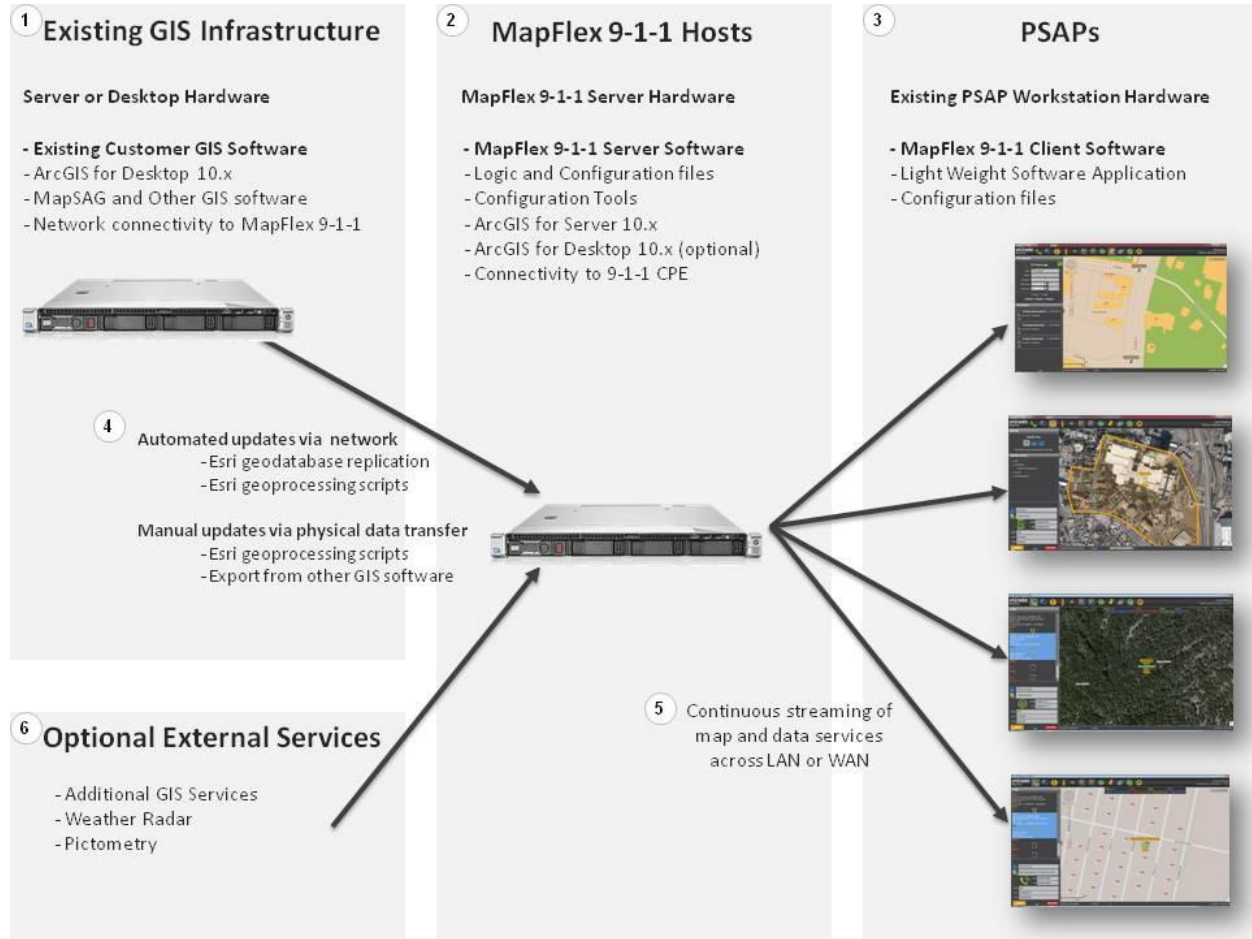 1
Existing GIS Infrastructure
Server or Desktop Hardware
- Existing Customer GIS Software
- ArcGIS for Desktop 10.x
- MapSAG and Other GIS software
- Network connectivity to MapFlex 9-1-1
2
MapFlex 9-1-1 Hosts
MapFlex 9-1-1 Server Hardware
- MapFlex 9-1-1 Server Software
- Logic and Configuration files
- Configuration Tools
- ArcGIS for Server 10.x
- ArcGIS for Desktop 10.x (optional)
- Connectivity to 9-1-1 CPE
3
PSAPs
Existing PSAP Workstation Hardware
- MapFlex 9-1-1 Client Software
- Light Weight Software Application
- Configuration files
4
Automated updates via network
-Esri geodatabase replication
-Esri geoprocessing scripts
Manual updates via physical data transfer
-Esri geoprocessing scripts
-Export from other GIS software
5
Continuous streaming of
map and data services
across LAN or WAN
6
Optional External Services
- Additional GIS Services
- Weather Radar
- Pictometry